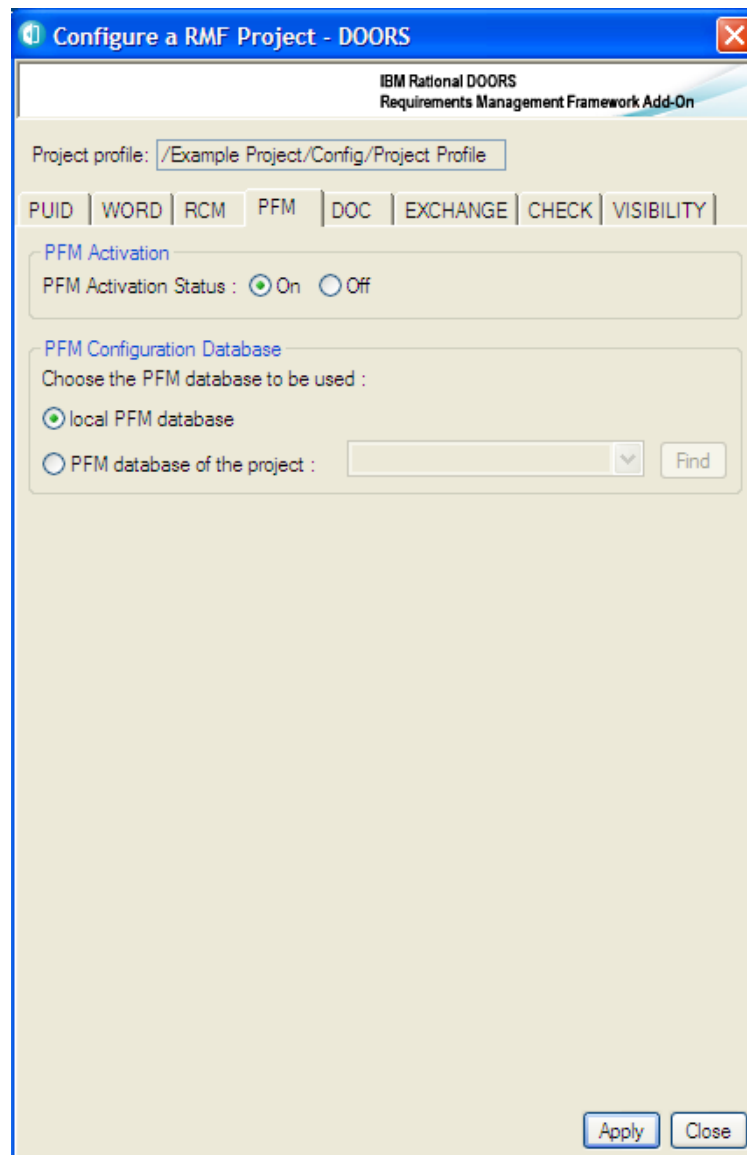 Configure a RMF Project - DOORS
IBM Rational DOORS
Requirements Management Framework Add-On
Project profile: /Example Project/Config/Project Profile
PUID WORD RCM PFM DOC EXCHANGE CHECK VISIBILITY
PFM Activation
PFM Activation Status : On Off
PFM Configuration Database
Choose the PFM database to be used :
local PFM database
PFM database of the project : Find
Apply Close